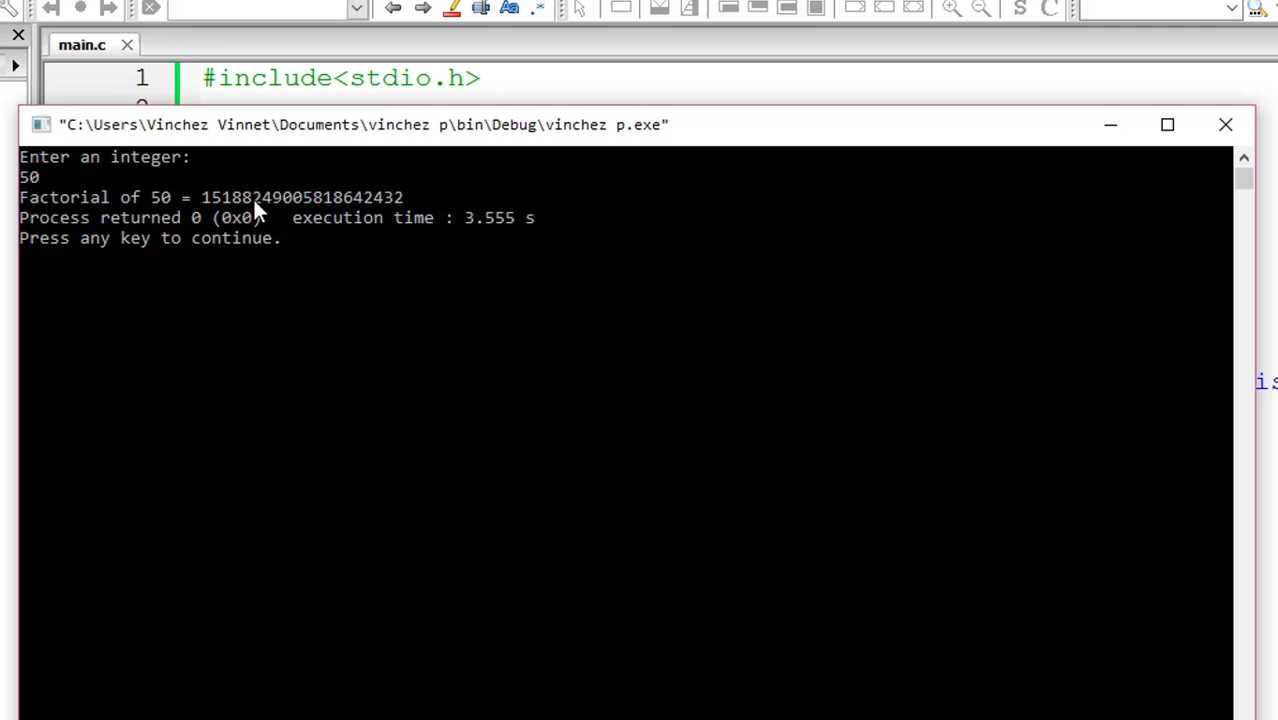 main.c
1 #include<stdio.h>
"C:\Users\Vinchez Vinnet\Documents\vinchez p\bin\Debug\vinchez p.exe"
Enter an integer:
50
Factorial of 50 = 15188249005818642432
Process returned 0 (0x0) execution time : 3.555 s
Press any key to continue.
is